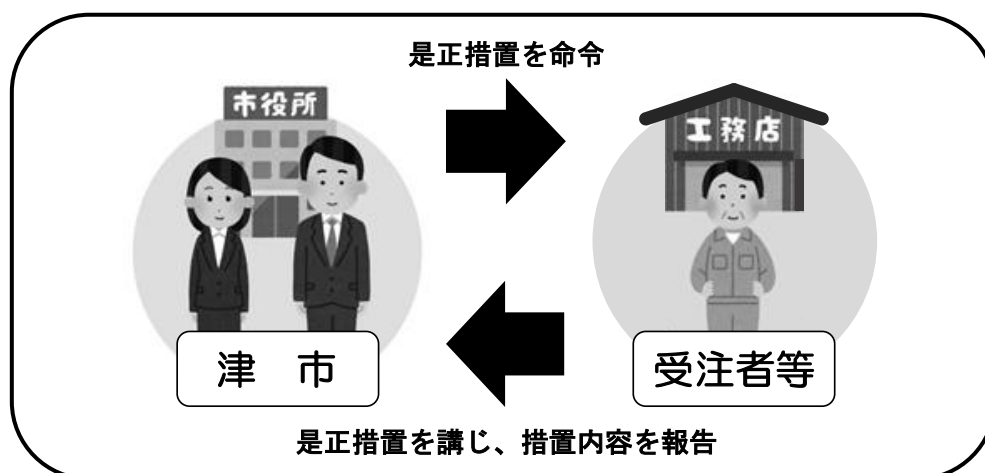 是正措置を命令
市役所
工務店
津　市
受注者等
是正措置を講じ、措置内容を報告